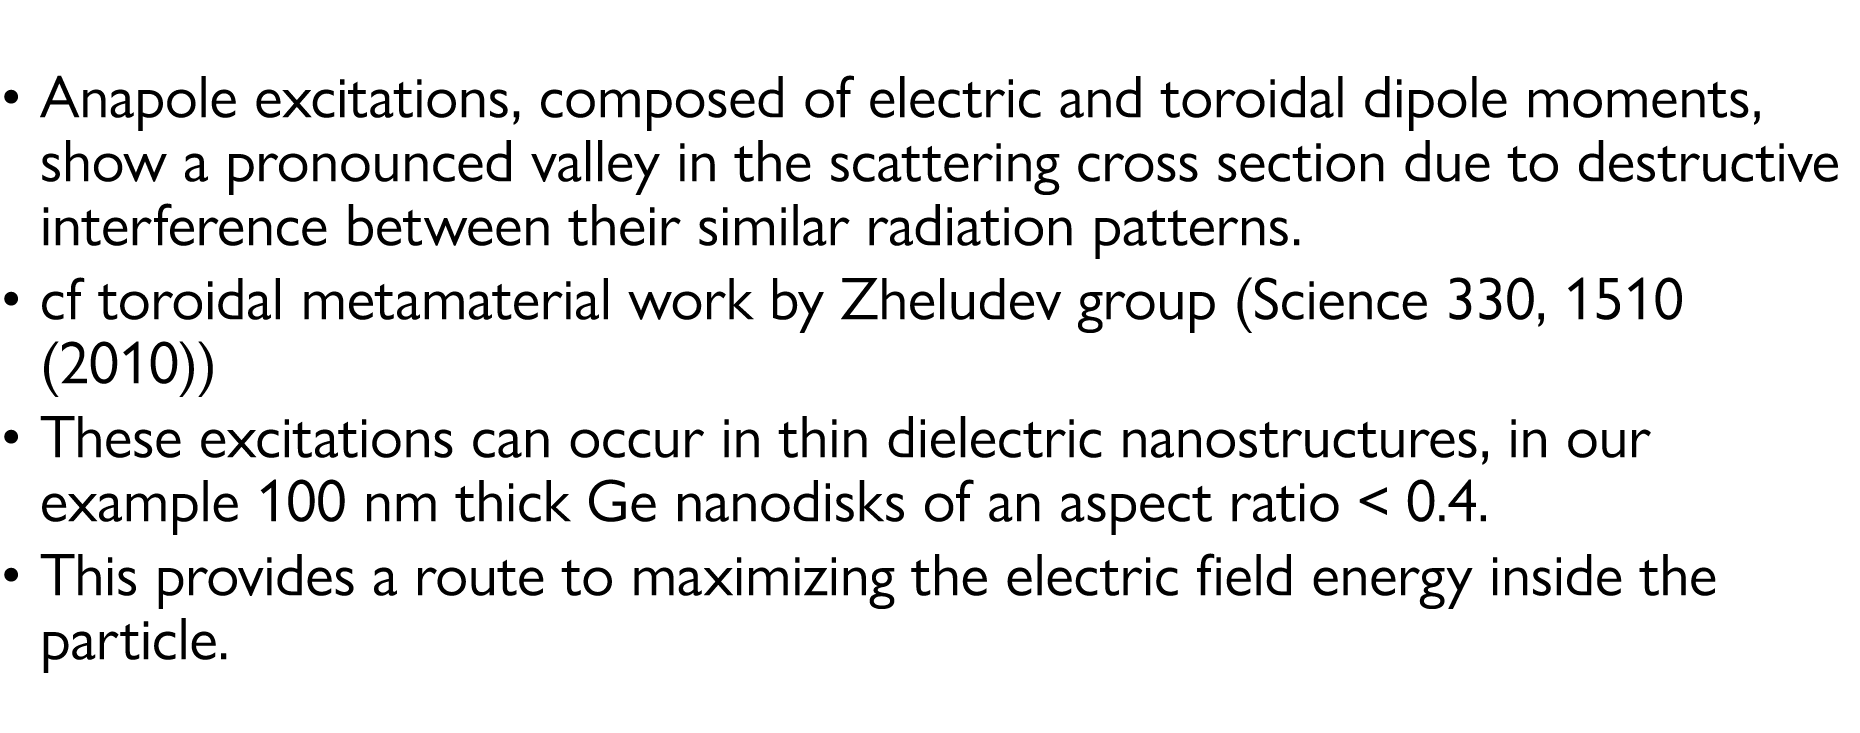 • Anapole excitations, composed of electric and toroidal dipole moments,
show a pronounced valley in the scattering cross section due to destructive
interference between their similar radiation patterns.
• cf toroidal metamaterial work by Zheludev group (Science 330, 1510
(2010))
• These excitations can occur in thin dielectric nanostructures, in our
example 100 nm thick Ge nanodisks of an aspect ratio < 0.4.
• This provides a route to maximizing the electric field energy inside the
particle.